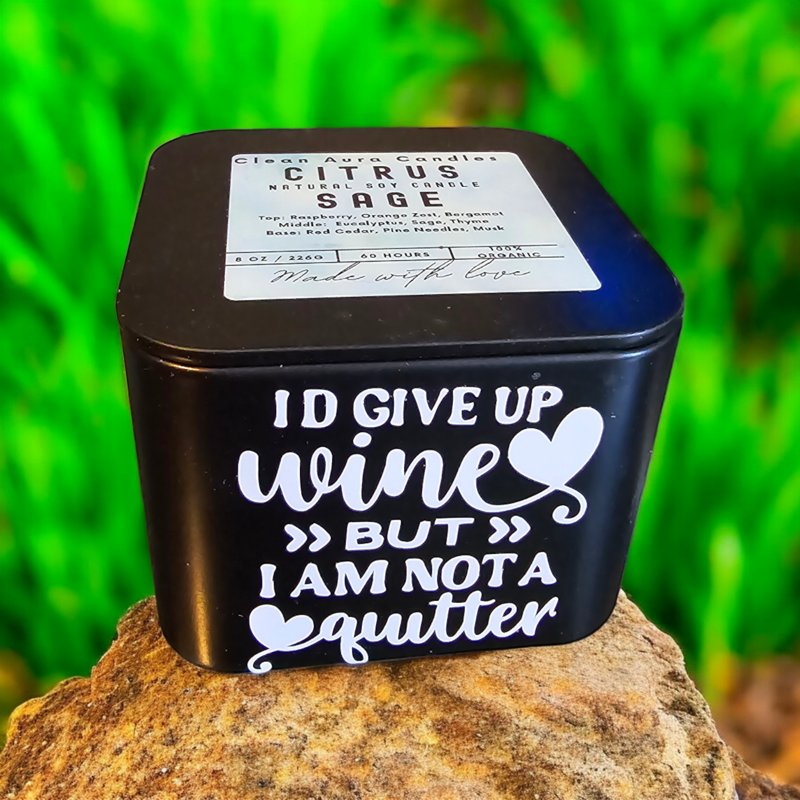 Clean Aura Candles
CITRUS
NATURAL SOY CANDLE
SAGE
Top: Raspberry, Orange Zest, Bergamot
Middle: Eucalyptus, Sage, Thyme
Base: Red Cedar, Pine Needles, Musk
8 OZ / 226G 60 HOURS 100% ORGANIC
Made with love
I D GIVE UP
wine
» BUT »
I AM NOT A
quitter